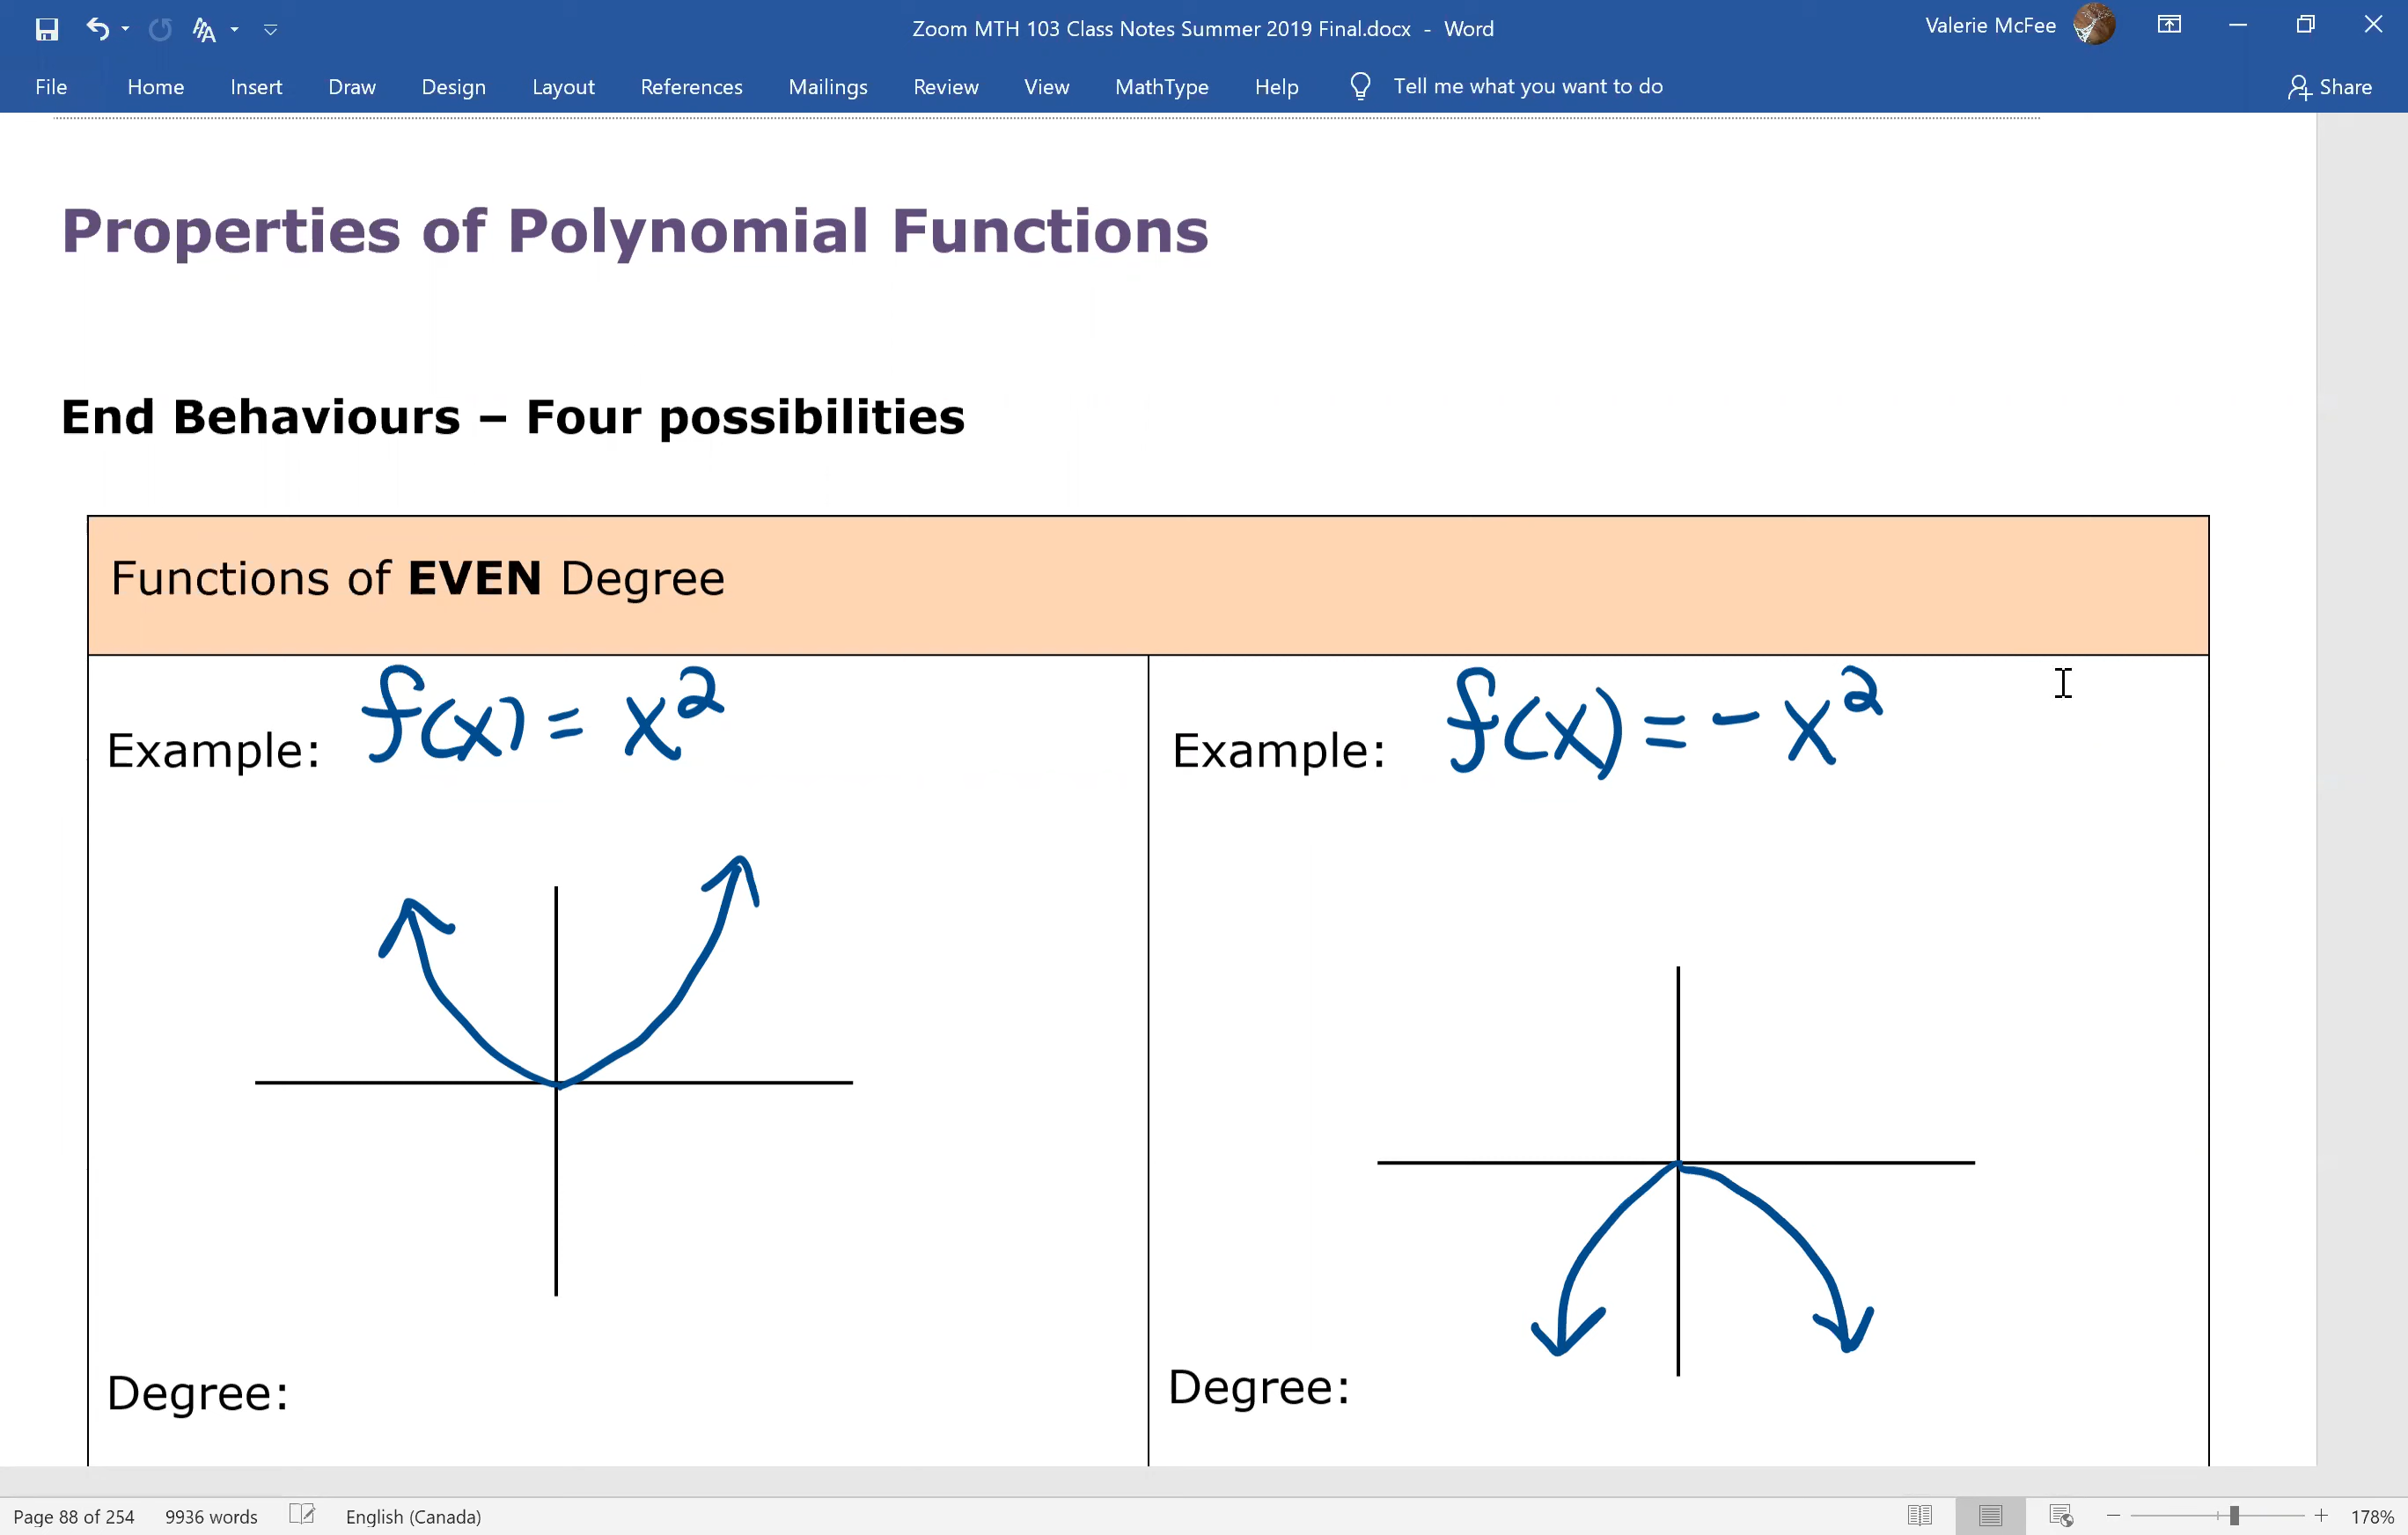 Zoom MTH 103 Class Notes Summer 2019 Final.docx - Word
Valerie McFee
File Home Insert Draw Design Layout References Mailings Review View MathType Help Tell me what you want to do Share
Properties of Polynomial Functions
End Behaviours – Four possibilities
Functions of EVEN Degree
Example: f(x) = x²
Example: f(x) = - x²
Degree:
Degree:
Page 88 of 254 9936 words English (Canada) 178%